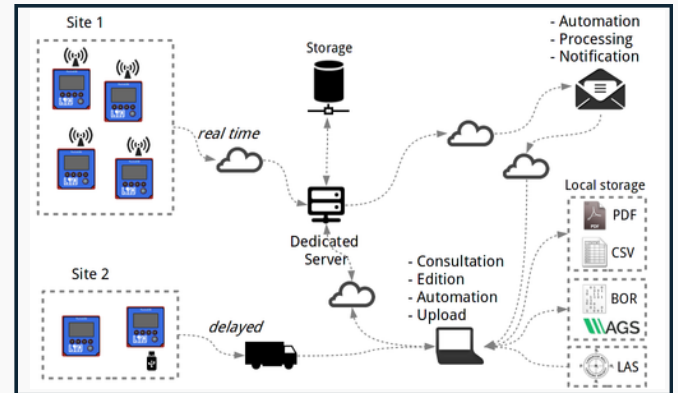 Site 1
real time
Storage
Dedicated
Server
- Automation
- Processing
- Notification
Site 2
delayed
- Consultation
- Edition
- Automation
- Upload
Local storage
PDF
PDF
CSV
BOR
AGS
LAS